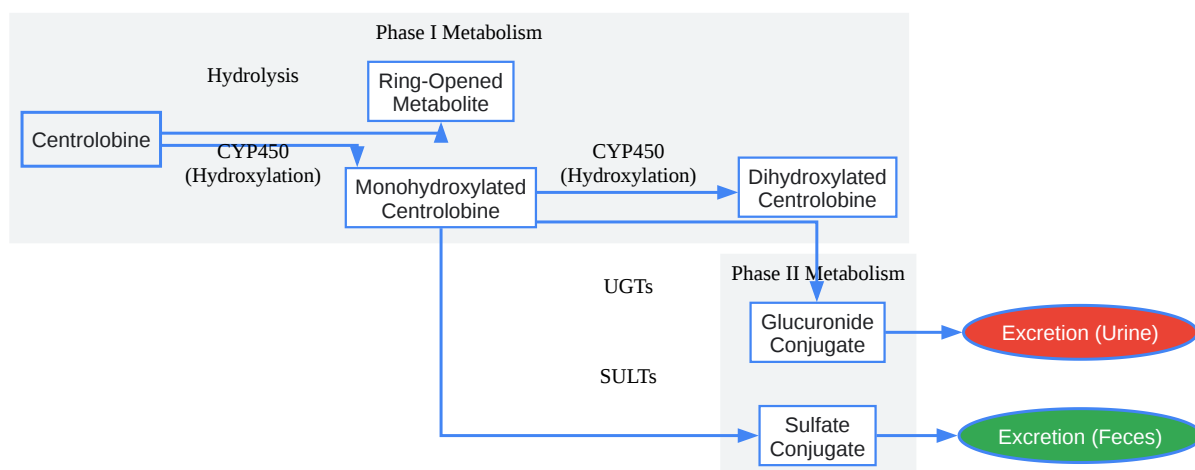 Phase I Metabolism
Hydrolysis
Ring-Opened
Metabolite
Centrolobine
CYP450
(Hydroxylation)
CYP450
(Hydroxylation)
Monohydroxylated
Centrolobine
Dihydroxylated
Centrolobine
Phase II Metabolism
UGTs
Glucuronide
Conjugate
Excretion (Urine)
SULTs
Sulfate
Conjugate
Excretion (Feces)